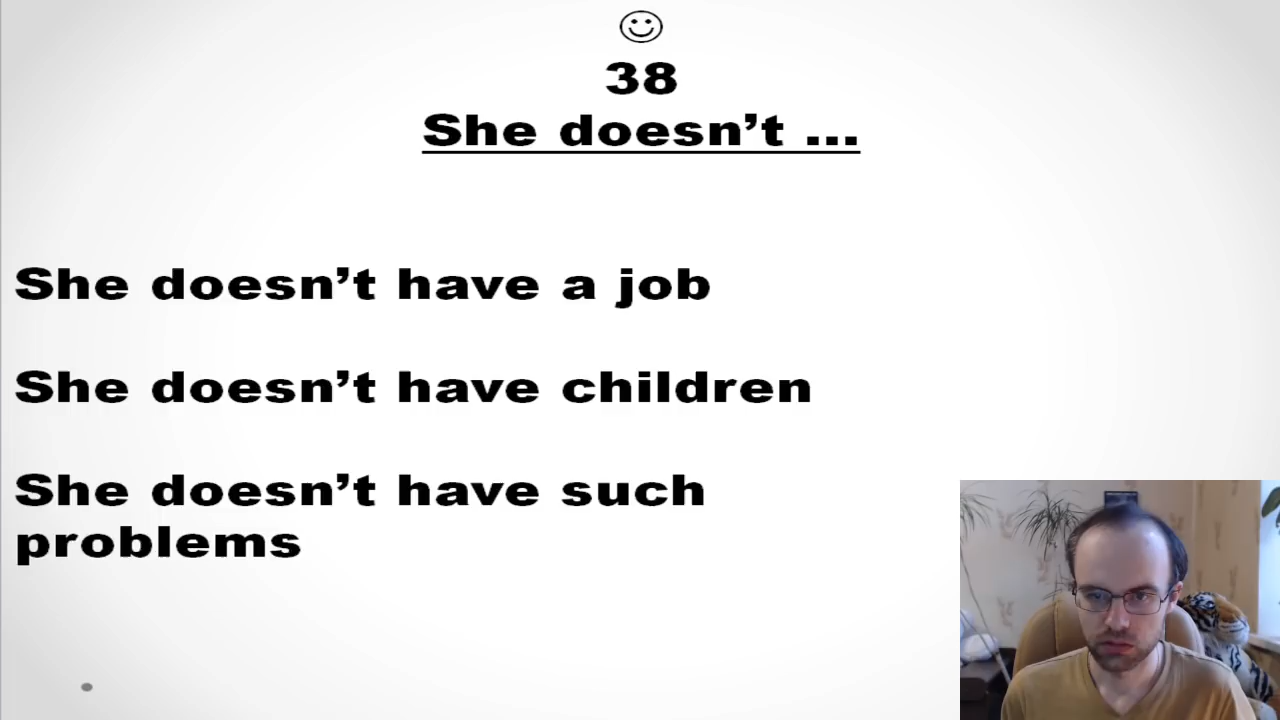 38
She doesn’t ...
She doesn’t have a job
She doesn’t have children
She doesn’t have such
problems